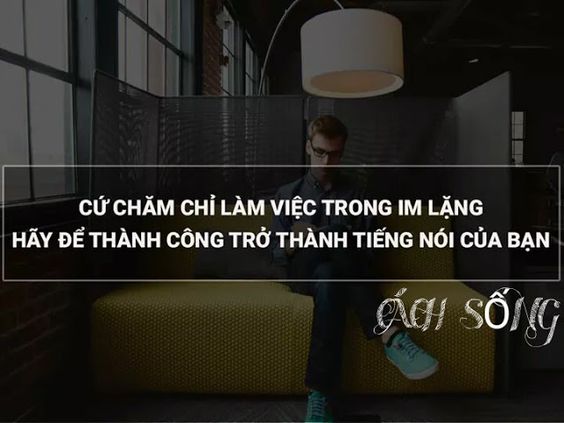 CỨ CHĂM CHỈ LÀM VIỆC TRONG IM LẶNG
HÃY ĐỂ THÀNH CÔNG TRỞ THÀNH TIẾNG NÓI CỦA BẠN
CÁCH SỐNG